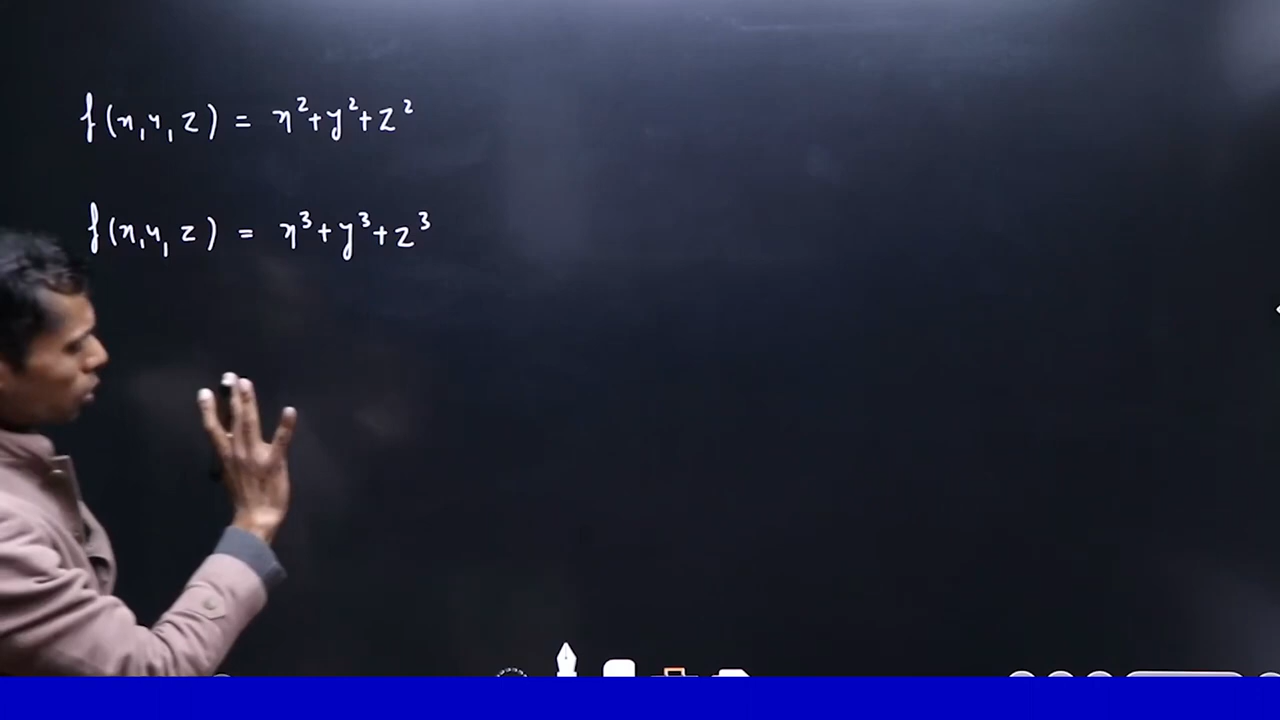 f(x,y,z) = x²+y²+z²
f(x,y,z) = x³+y³+z³